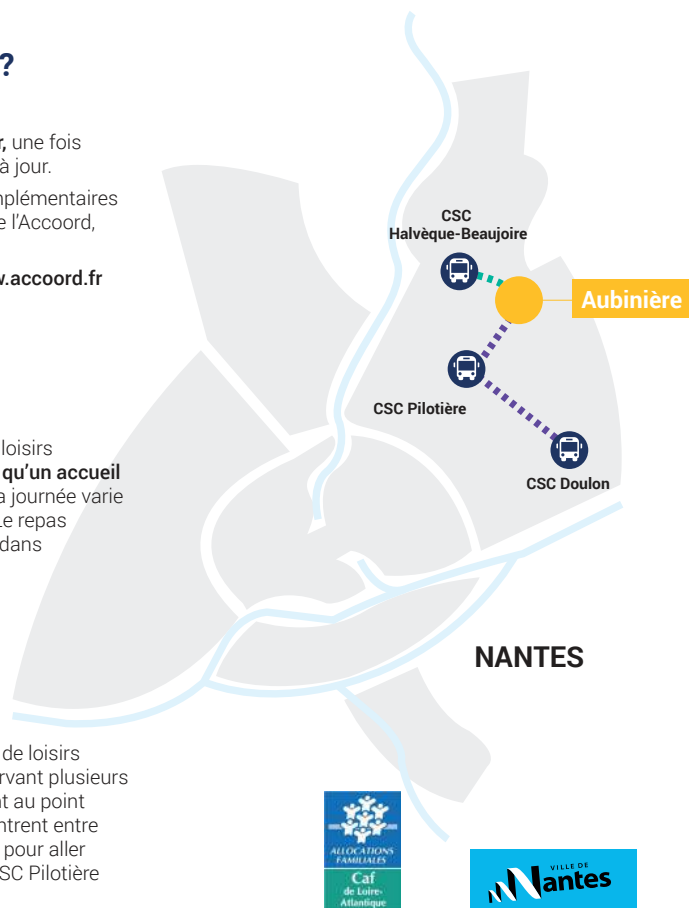 ?
r, une fois
à jour.
mplémentaires
e l'Accoord,
w.accoord.fr
loisirs
qu'un accueil
a journée varie
Le repas
dans
de loisirs
rvant plusieurs
nt au point
ntrent entre
pour aller
SC Pilotière
CSC
Halvèque-Beaujoire
Aubinière
CSC Pilotière
CSC Doulon
NANTES
ALLOCATIONS
FAMILIALES
Caf
de Loire-
Atlantique
VILLE DE
Nantes